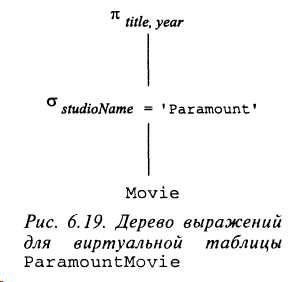 π title, year
σ studioName = 'Paramount'
Movie
Рис. 6.19. Дерево выражений
для виртуальной таблицы
ParamountMovie